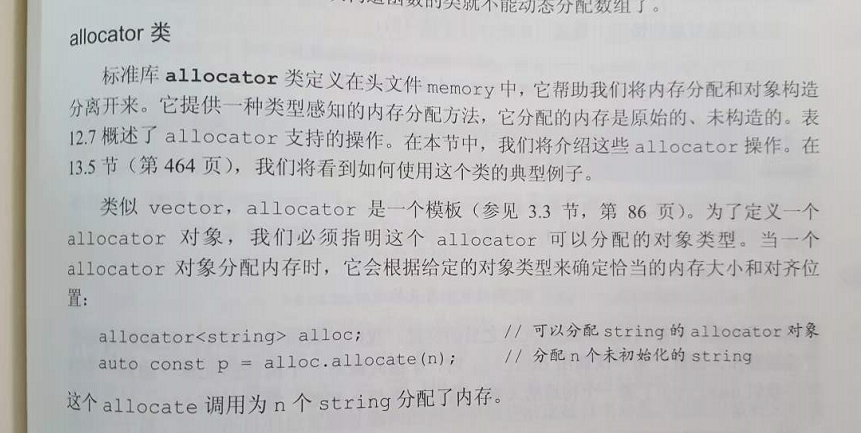 函数的类就不能动态分配数组了。
allocator 类
标准库 allocator 类定义在头文件 memory 中，它帮助我们将内存分配和对象构造
分离开来。它提供一种类型感知的内存分配方法，它分配的内存是原始的、未构造的。表
12.7 概述了 allocator 支持的操作。在本节中，我们将介绍这些 allocator 操作。在
13.5 节（第 464 页），我们将看到如何使用这个类的典型例子。
类似 vector，allocator 是一个模板（参见 3.3 节，第 86 页）。为了定义一个
allocator 对象，我们必须指明这个 allocator 可以分配的对象类型。当一个
allocator 对象分配内存时，它会根据给定的对象类型来确定恰当的内存大小和对齐位
置：
allocator<string> alloc; // 可以分配 string 的 allocator 对象
auto const p = alloc.allocate(n); // 分配 n 个未初始化的 string
这个 allocate 调用为 n 个 string 分配了内存。